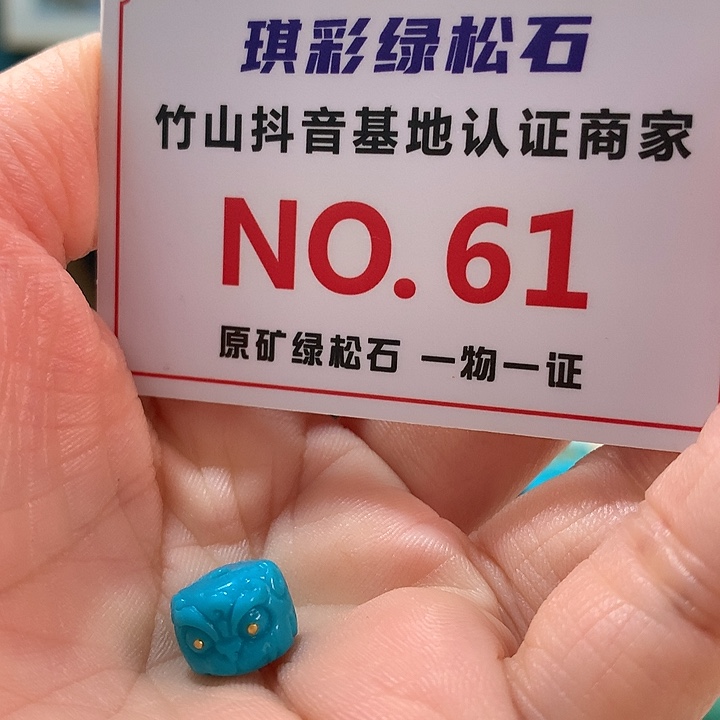 琪彩绿松石
竹山抖音基地认证商家
NO.61
原矿绿松石 一物一证